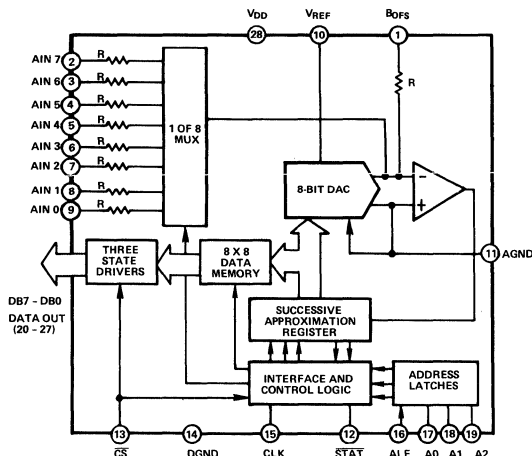 VDD VREF BOFS
28 10 1
AIN 7 2 R
AIN 6 3 R
AIN 5 4 R
AIN 4 5 R
AIN 3 6 R
AIN 2 7 R
AIN 1 8 R
AIN 0 9 R
1 OF 8
MUX
R
8-BIT DAC
–
+
11
AGND
THREE
STATE
DRIVERS
8 X 8
DATA
MEMORY
DB7 – DB0
DATA OUT
(20 – 27)
SUCCESSIVE
APPROXIMATION
REGISTER
INTERFACE AND
CONTROL LOGIC
ADDRESS
LATCHES
13 14 15 12 16 17 18 19
CS DGND CLK STAT ALE A0 A1 A2